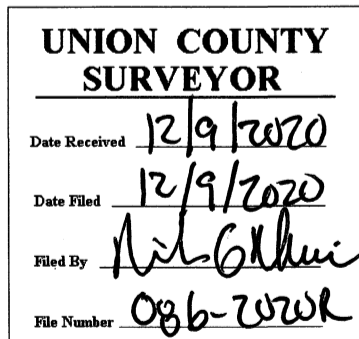 UNION COUNTY
SURVEYOR
Date Received 12/9/2020
Date Filed 12/9/2020
Filed By
File Number 086-2020R